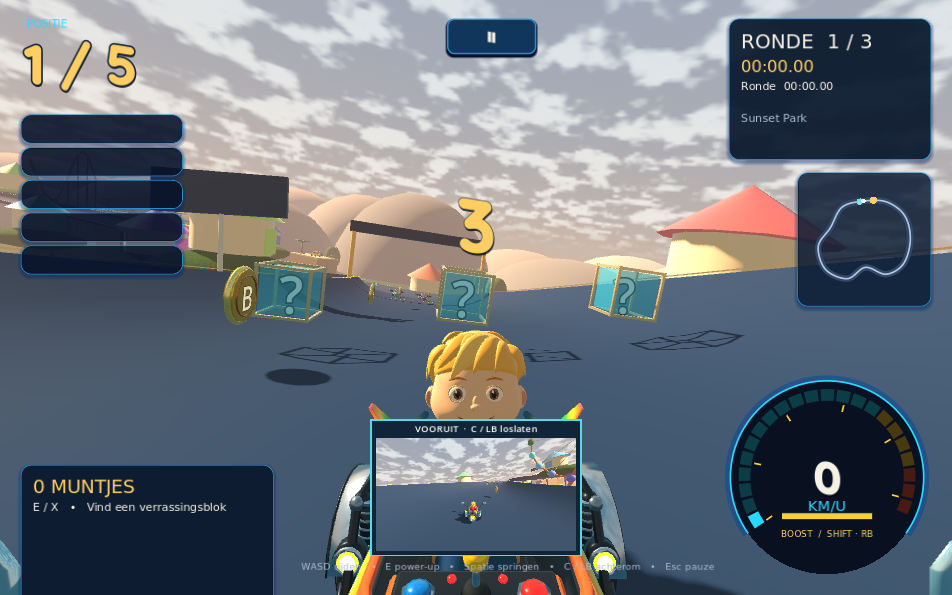 POSITIE
1 / 5
RONDE 1 / 3
00:00.00
Ronde 00:00.00
Sunset Park
3
B
?
?
?
VOORUIT · C / LB loslaten
0 MUNTJES
E / X • Vind een verrassingsblok
0
KM/U
BOOST / SHIFT · RB
WASD • E power-up • Spatie springen • C • Esc pauze